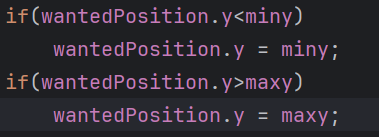 if(wantedPosition.y<miny)
    wantedPosition.y = miny;
if(wantedPosition.y>maxy)
    wantedPosition.y = maxy;